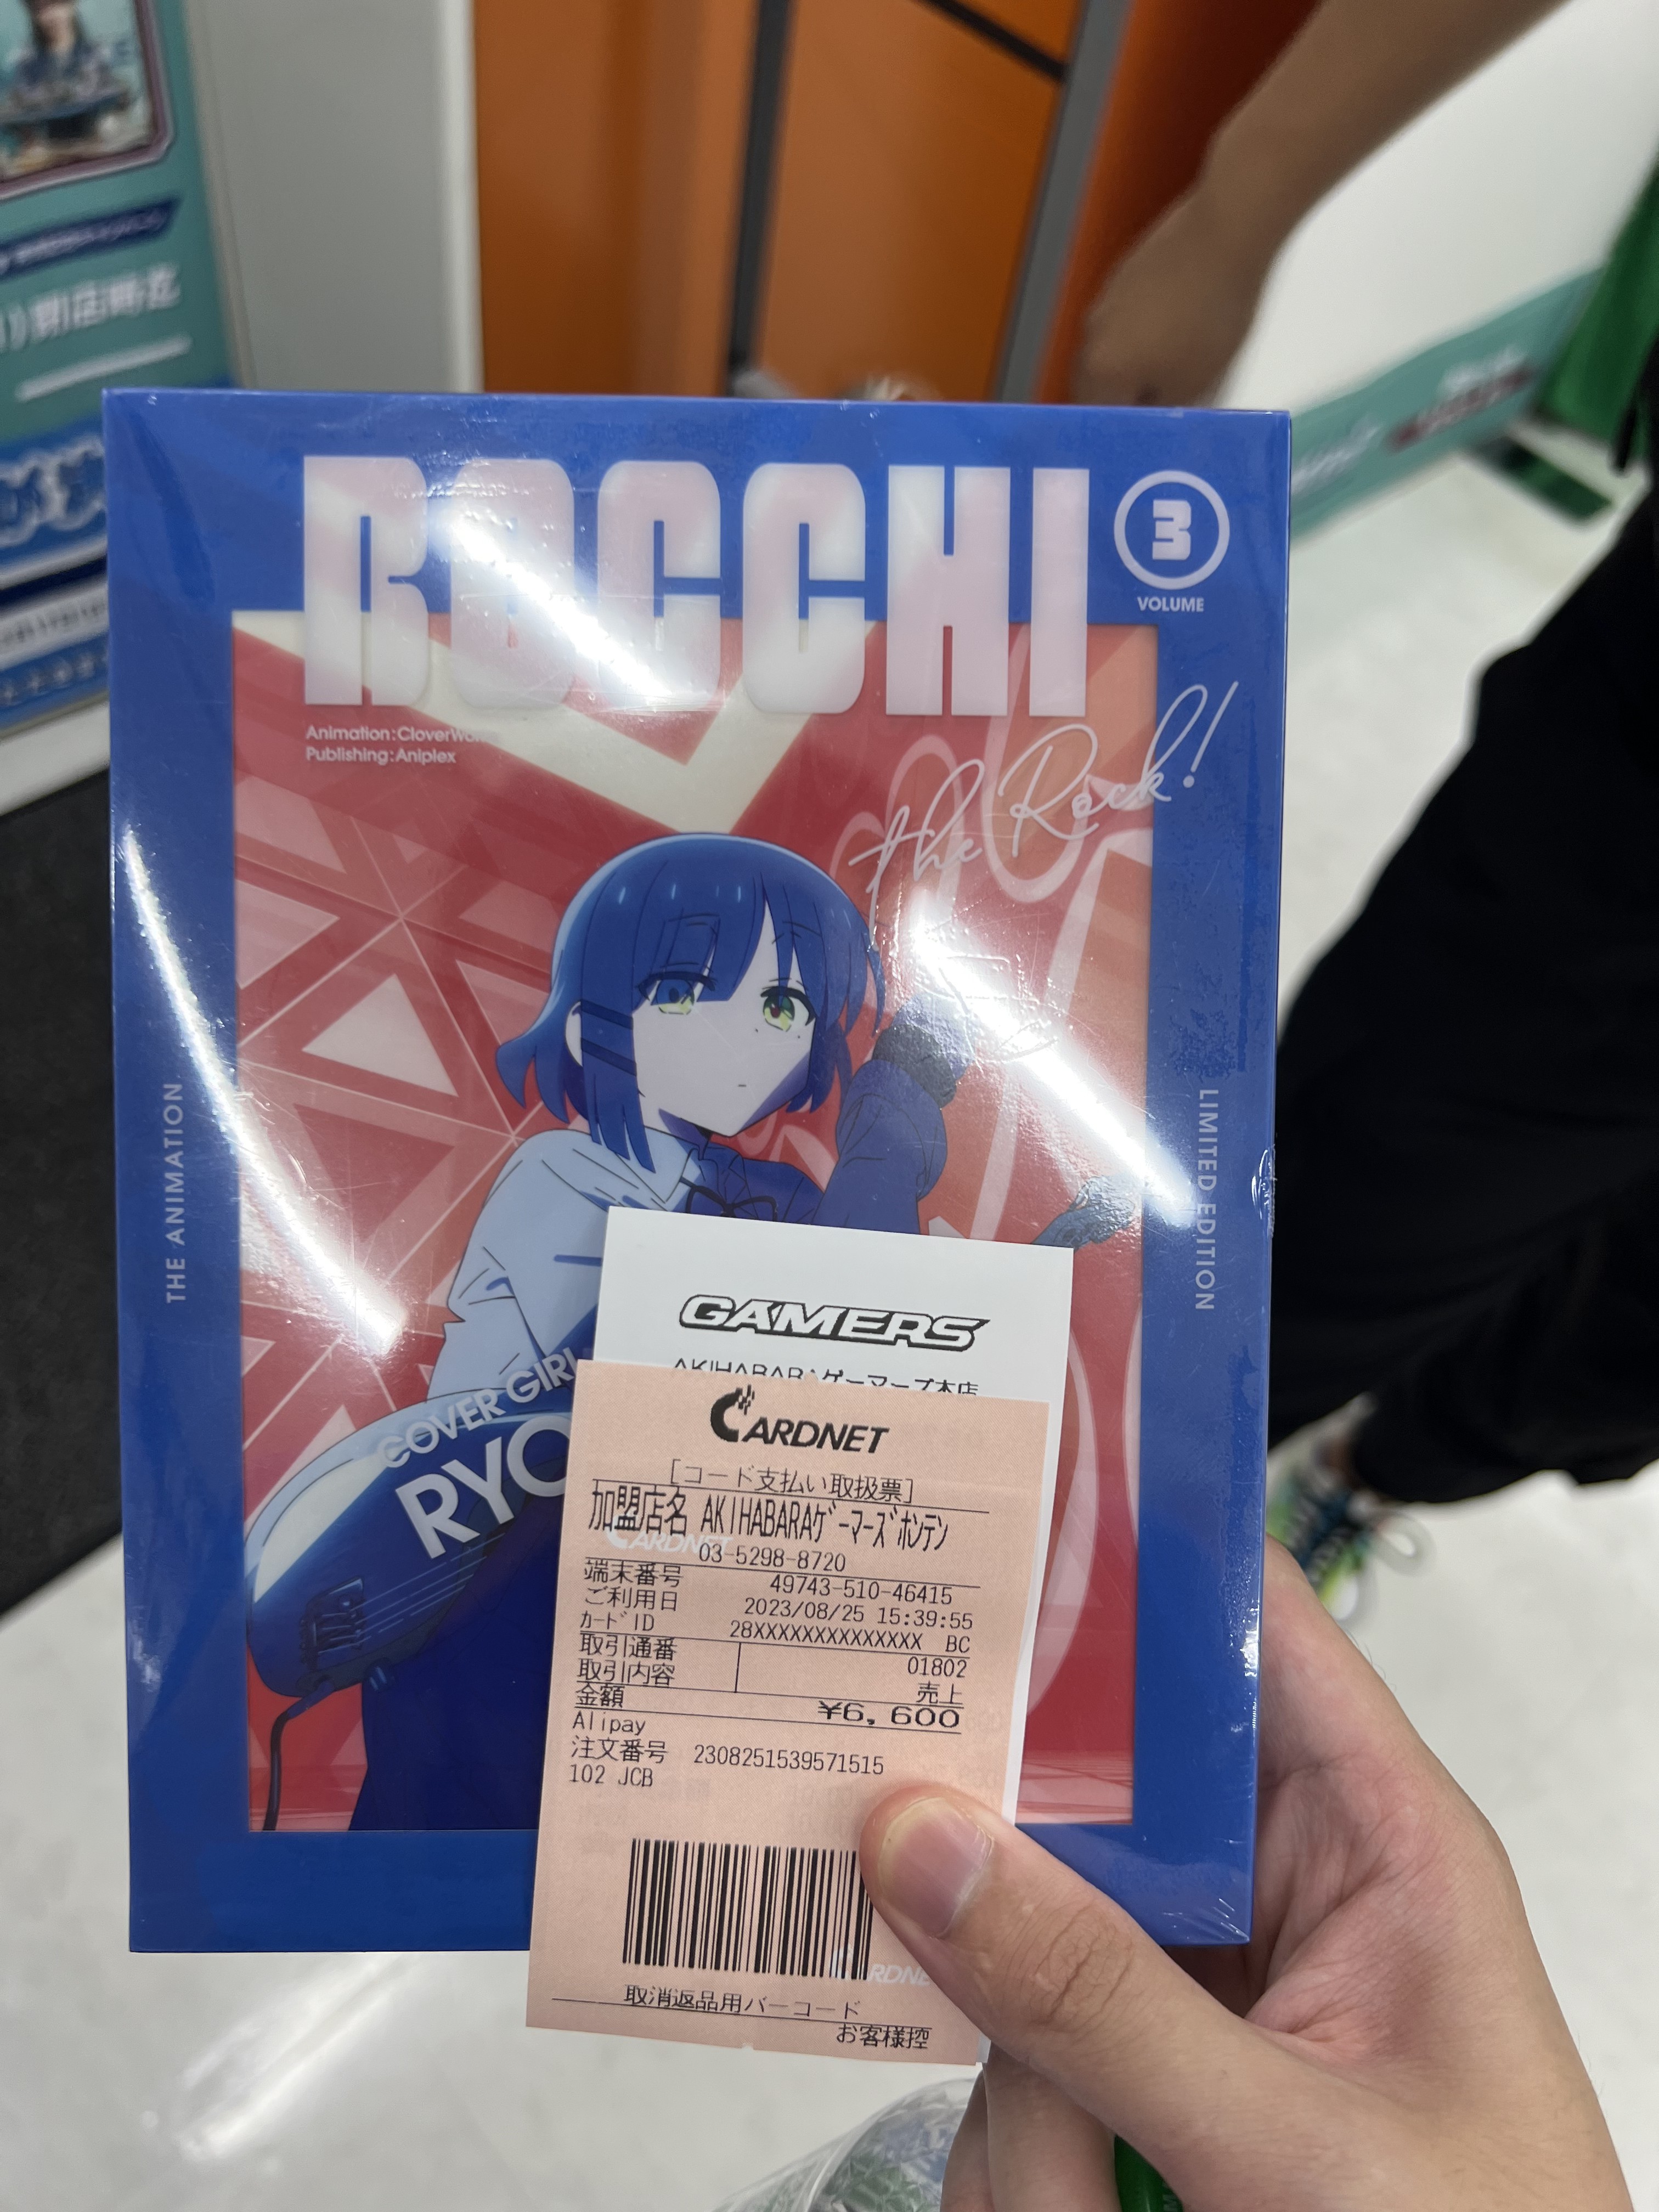 閉店時迄
BOCCHI
3
VOLUME
the Rock!
Animation:CloverWo
Publishing:Aniplex
THE ANIMATION
LIMITED EDITION
COVER GIRL
RYO
GAMERS
AKIHABARAゲーマーズ本店
CARDNET
[コード支払い取扱票]
加盟店名 AKIHABARAゲーマーズホンテン
03-5298-8720
端末番号 49743-510-46415
ご利用日 2023/08/25 15:39:55
カードID 28XXXXXXXXXXXXXX BC
取引通番 01802
取引内容 売上
金額 ¥6,600
Alipay
注文番号 2308251539571515
102 JCB
取消返品用バーコード
お客様控